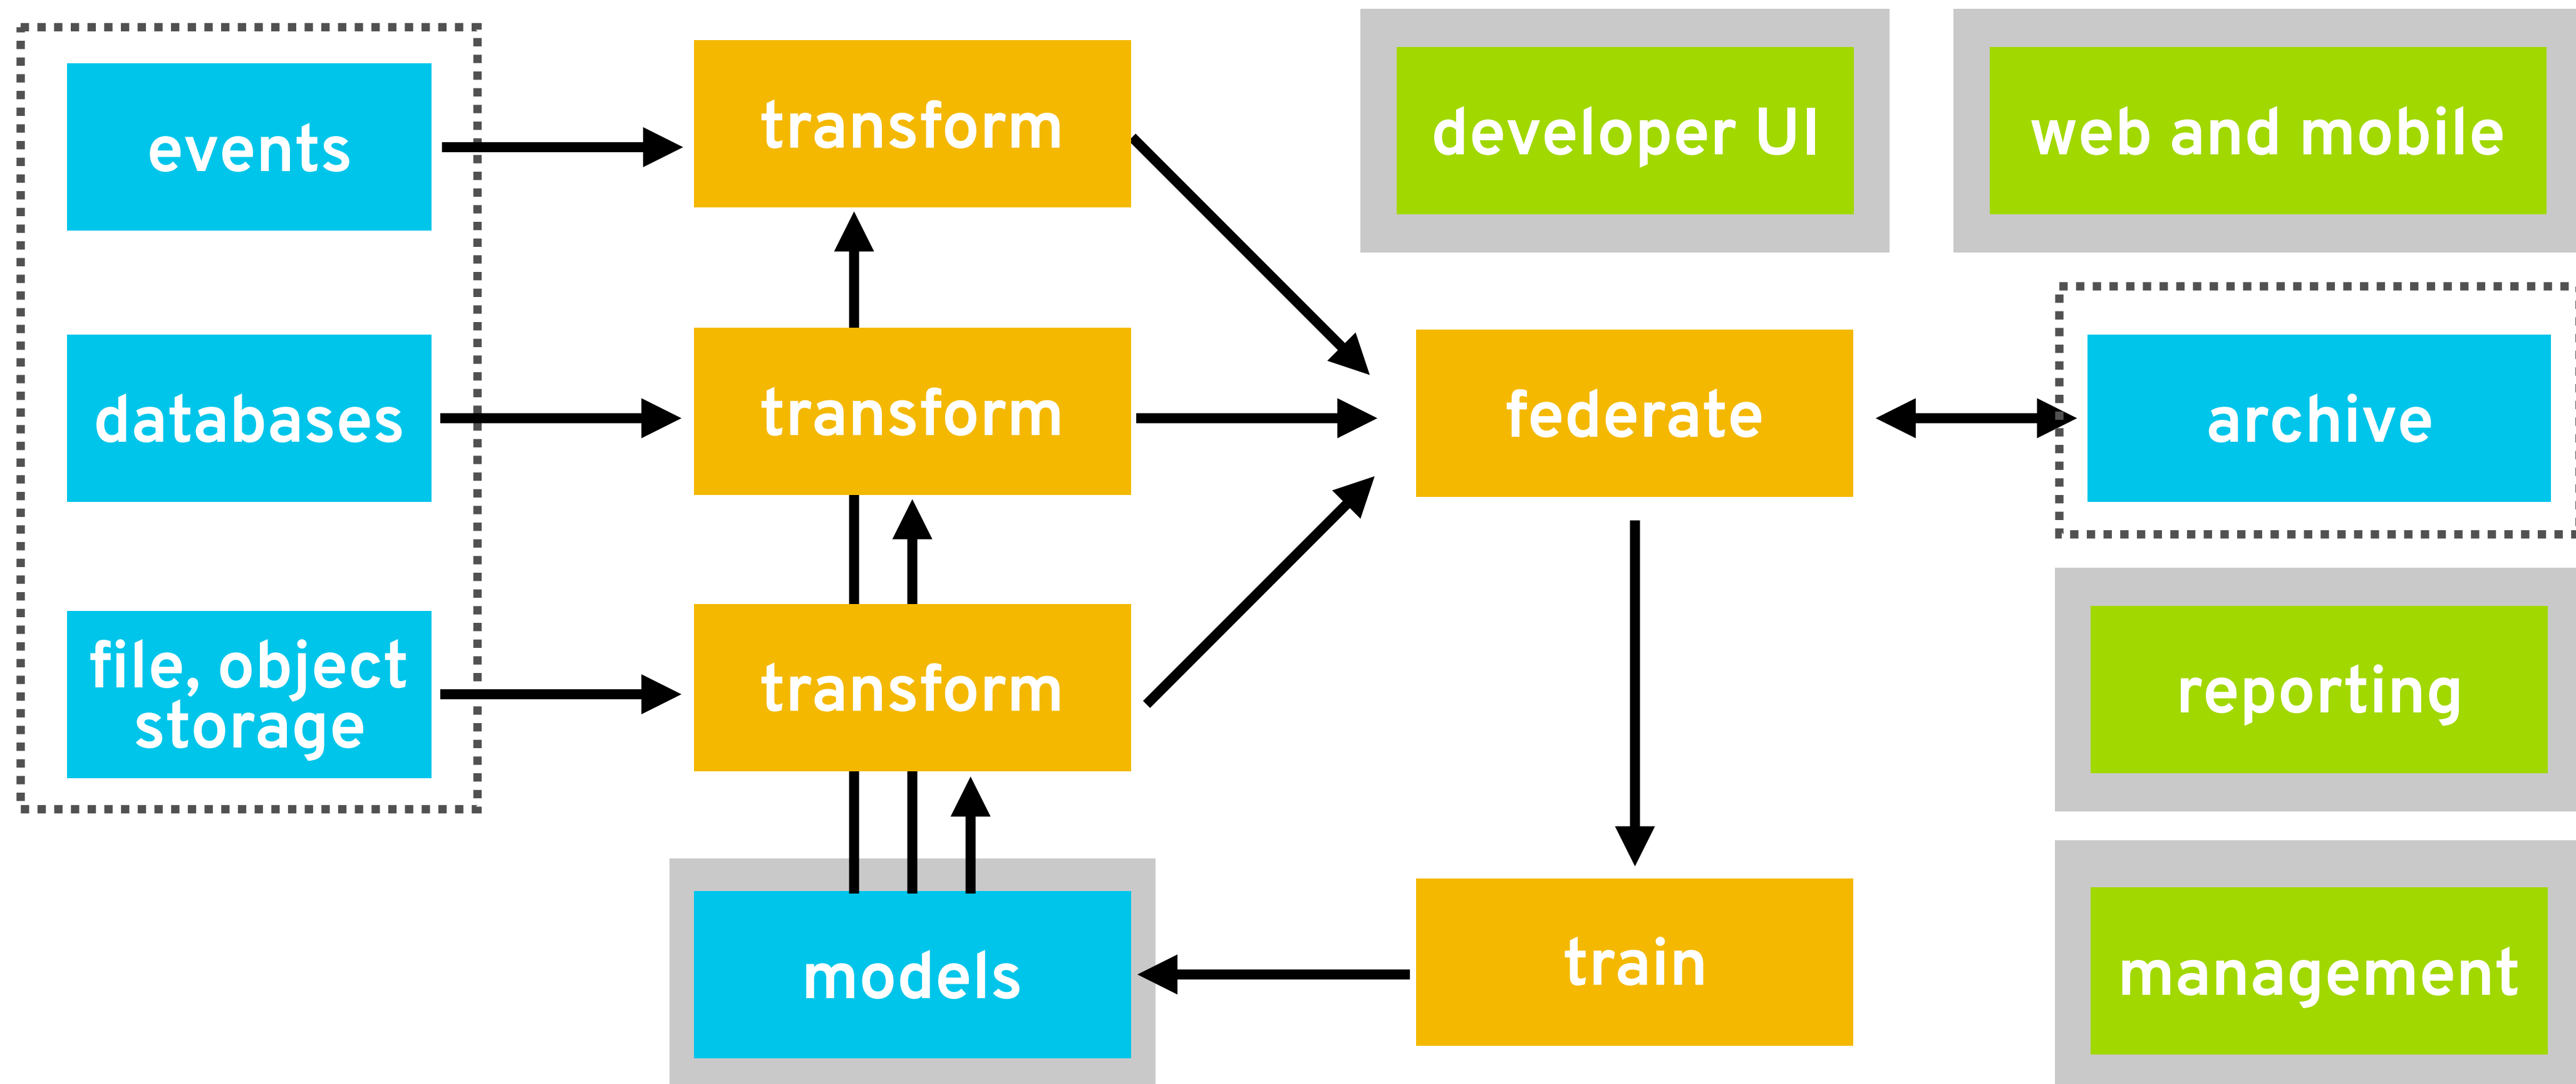 events
transform
developer UI
web and mobile
databases
transform
federate
archive
file, object
storage
transform
reporting
models
train
management